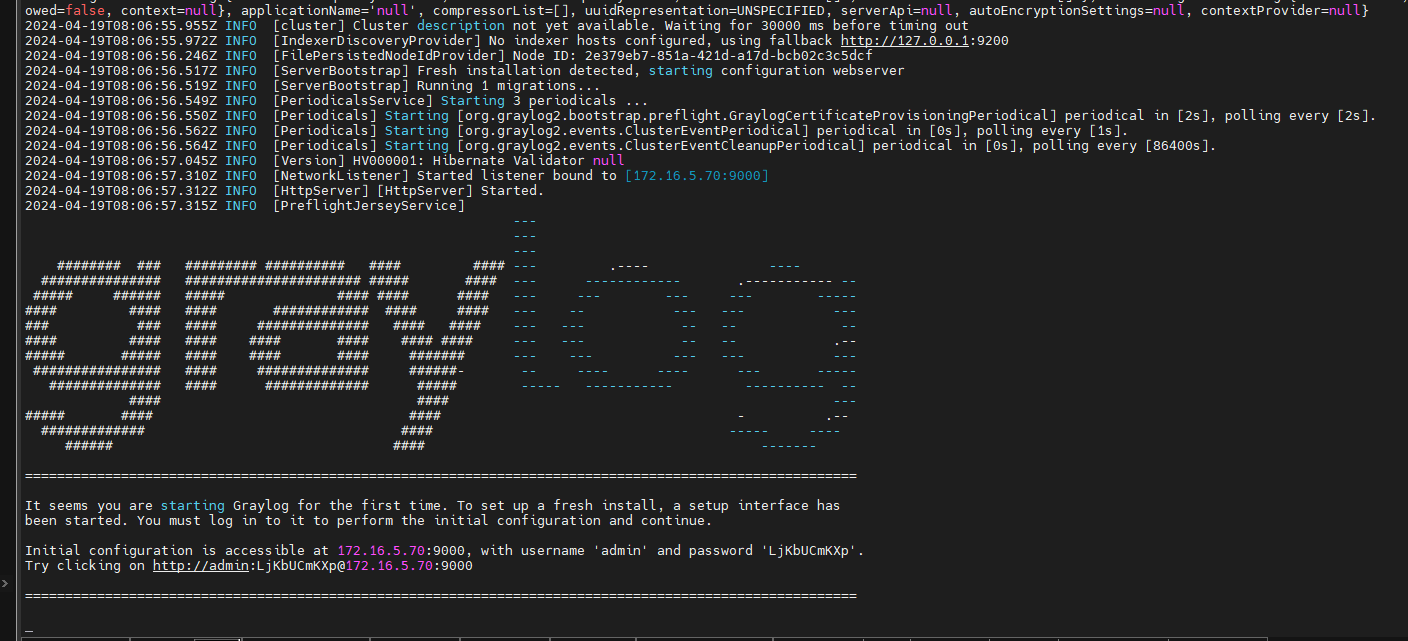 owed=false, context=null}, applicationName='null', compressorList=[], uuidRepresentation=UNSPECIFIED, serverApi=null, autoEncryptionSettings=null, contextProvider=null}
2024-04-19T08:06:55.955Z INFO  [cluster] Cluster description not yet available. Waiting for 30000 ms before timing out
2024-04-19T08:06:55.972Z INFO  [IndexerDiscoveryProvider] No indexer hosts configured, using fallback http://127.0.0.1:9200
2024-04-19T08:06:56.246Z INFO  [FilePersistedNodeIdProvider] Node ID: 2e379eb7-851a-421d-a17d-bcb02c3c5dcf
2024-04-19T08:06:56.517Z INFO  [ServerBootstrap] Fresh installation detected, starting configuration webserver
2024-04-19T08:06:56.519Z INFO  [ServerBootstrap] Running 1 migrations...
2024-04-19T08:06:56.549Z INFO  [PeriodicalsService] Starting 3 periodicals ...
2024-04-19T08:06:56.550Z INFO  [Periodicals] Starting [org.graylog2.bootstrap.preflight.GraylogCertificateProvisioningPeriodical] periodical in [2s], polling every [2s].
2024-04-19T08:06:56.562Z INFO  [Periodicals] Starting [org.graylog2.events.ClusterEventPeriodical] periodical in [0s], polling every [1s].
2024-04-19T08:06:56.564Z INFO  [Periodicals] Starting [org.graylog2.events.ClusterEventCleanupPeriodical] periodical in [0s], polling every [86400s].
2024-04-19T08:06:57.045Z INFO  [Version] HV000001: Hibernate Validator null
2024-04-19T08:06:57.310Z INFO  [NetworkListener] Started listener bound to [172.16.5.70:9000]
2024-04-19T08:06:57.312Z INFO  [HttpServer] [HttpServer] Started.
2024-04-19T08:06:57.315Z INFO  [PreflightJerseyService]
graylog
========================================================================================================
It seems you are starting Graylog for the first time. To set up a fresh install, a setup interface has
been started. You must log in to it to perform the initial configuration and continue.
Initial configuration is accessible at 172.16.5.70:9000, with username 'admin' and password 'LjKbUCmKXp'.
Try clicking on http://admin:LjKbUCmKXp@172.16.5.70:9000
========================================================================================================